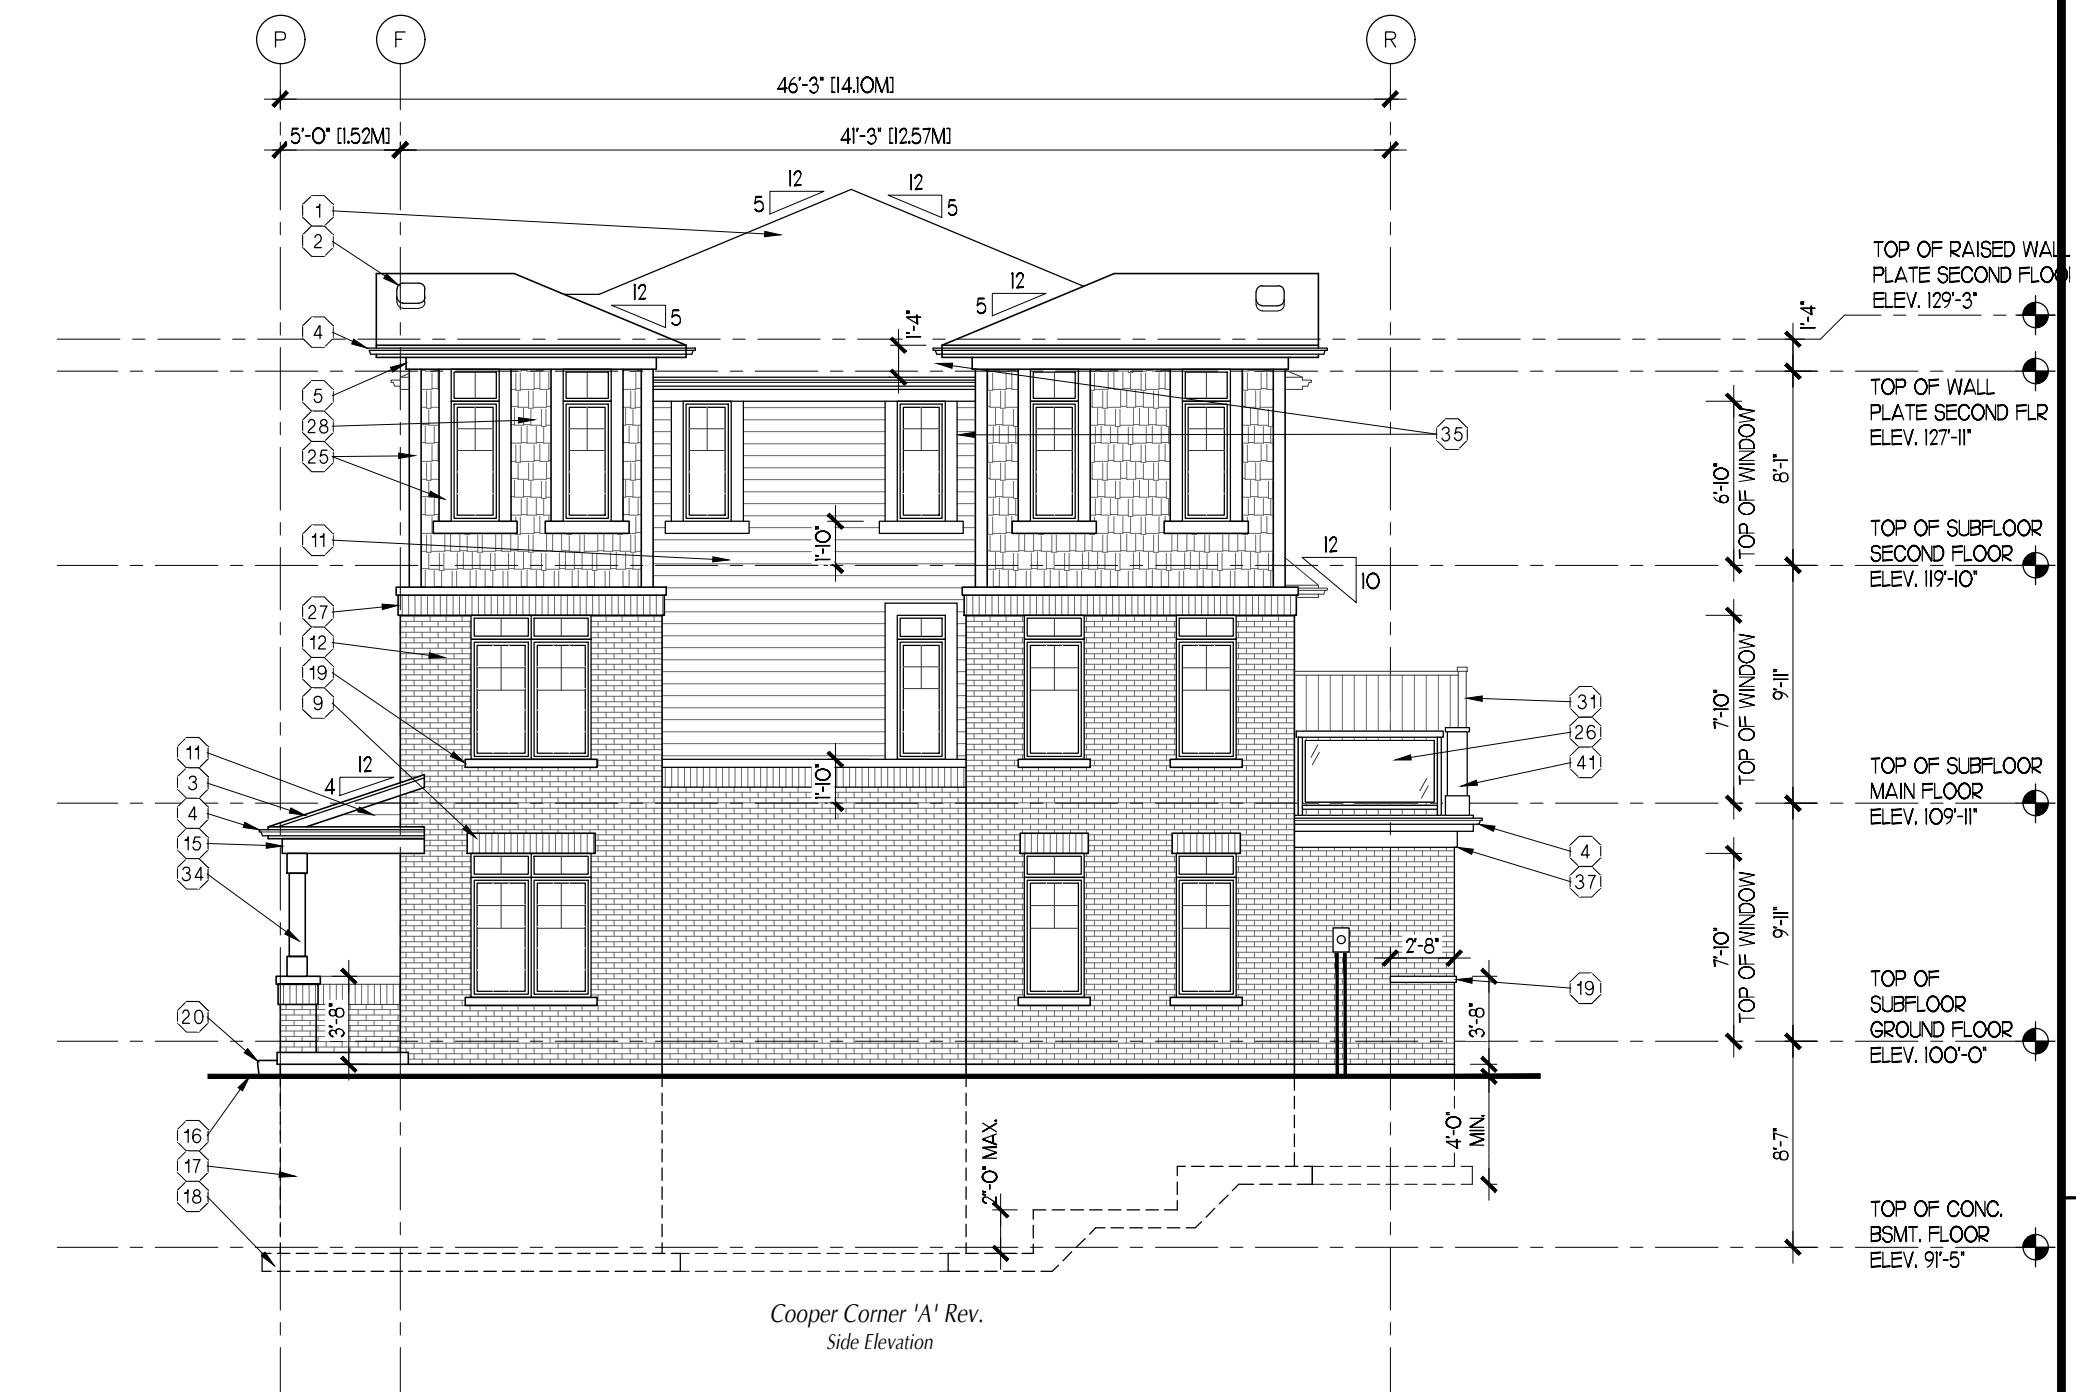 P F R
46'-3" [14.10M]
5'-0" [1.52M] 41'-3" [12.57M]
12 12
5 5
1
2
12 12
5 5
TOP OF RAISED WALL
PLATE SECOND FLOOR
ELEV. 129'-3"
1'-4" 1'-4"
4
5
28
25
35
TOP OF WALL
PLATE SECOND FLR
ELEV. 127'-11"
6'-10"
TOP OF WINDOW
8'-1"
11
1'-10"
12
10
TOP OF SUBFLOOR
SECOND FLOOR
ELEV. 119'-10"
27
12
19
9
7'-10"
TOP OF WINDOW
9'-11"
31
26
41
11
3
4
15
34
12
4
1'-10"
TOP OF SUBFLOOR
MAIN FLOOR
ELEV. 109'-11"
4
37
7'-10"
TOP OF WINDOW
9'-11"
2'-8"
19
3'-8"
3'-8"
20
TOP OF
SUBFLOOR
GROUND FLOOR
ELEV. 100'-0"
16
17
18
2'-0" MAX.
4'-0"
MIN.
8'-7"
TOP OF CONC.
BSMT. FLOOR
ELEV. 91'-5"
Cooper Corner 'A' Rev.
Side Elevation